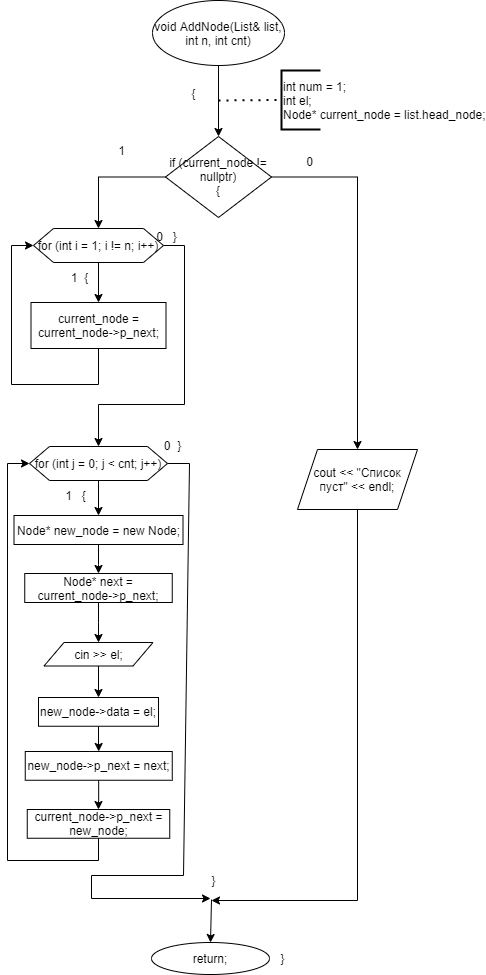 void AddNode(List& list,
int n, int cnt)
{
int num = 1;
int el;
Node* current_node = list.head_node;
1
if (current_node !=
nullptr)
{
0
for (int i = 1; i != n; i++)
0 }
1 {
current_node =
current_node->p_next;
for (int j = 0; j < cnt; j++)
0 }
1 {
cout << "Список
пуст" << endl;
Node* new_node = new Node;
Node* next =
current_node->p_next;
cin >> el;
new_node->data = el;
new_node->p_next = next;
current_node->p_next =
new_node;
}
return;
}